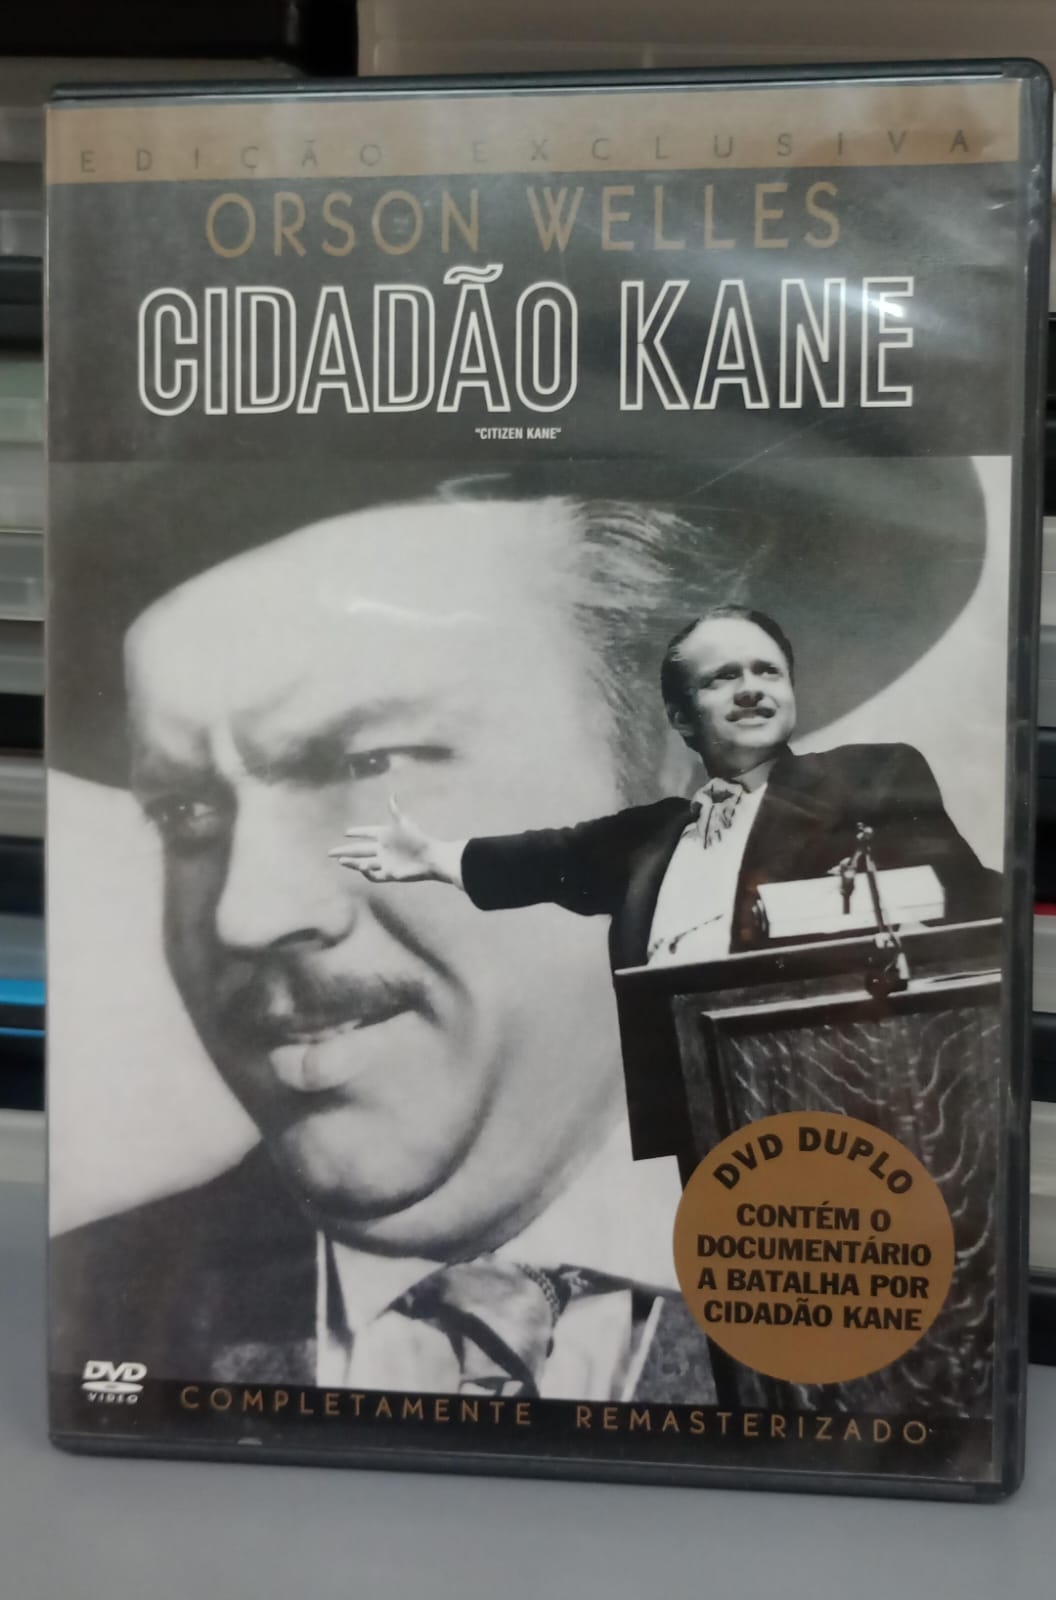 EDIÇÃO EXCLUSIVA
ORSON WELLES
CIDADÃO KANE
"CITIZEN KANE"
DVD DUPLO
CONTÉM O
DOCUMENTÁRIO
A BATALHA POR
CIDADÃO KANE
DVD
VIDEO
COMPLETAMENTE REMASTERIZADO